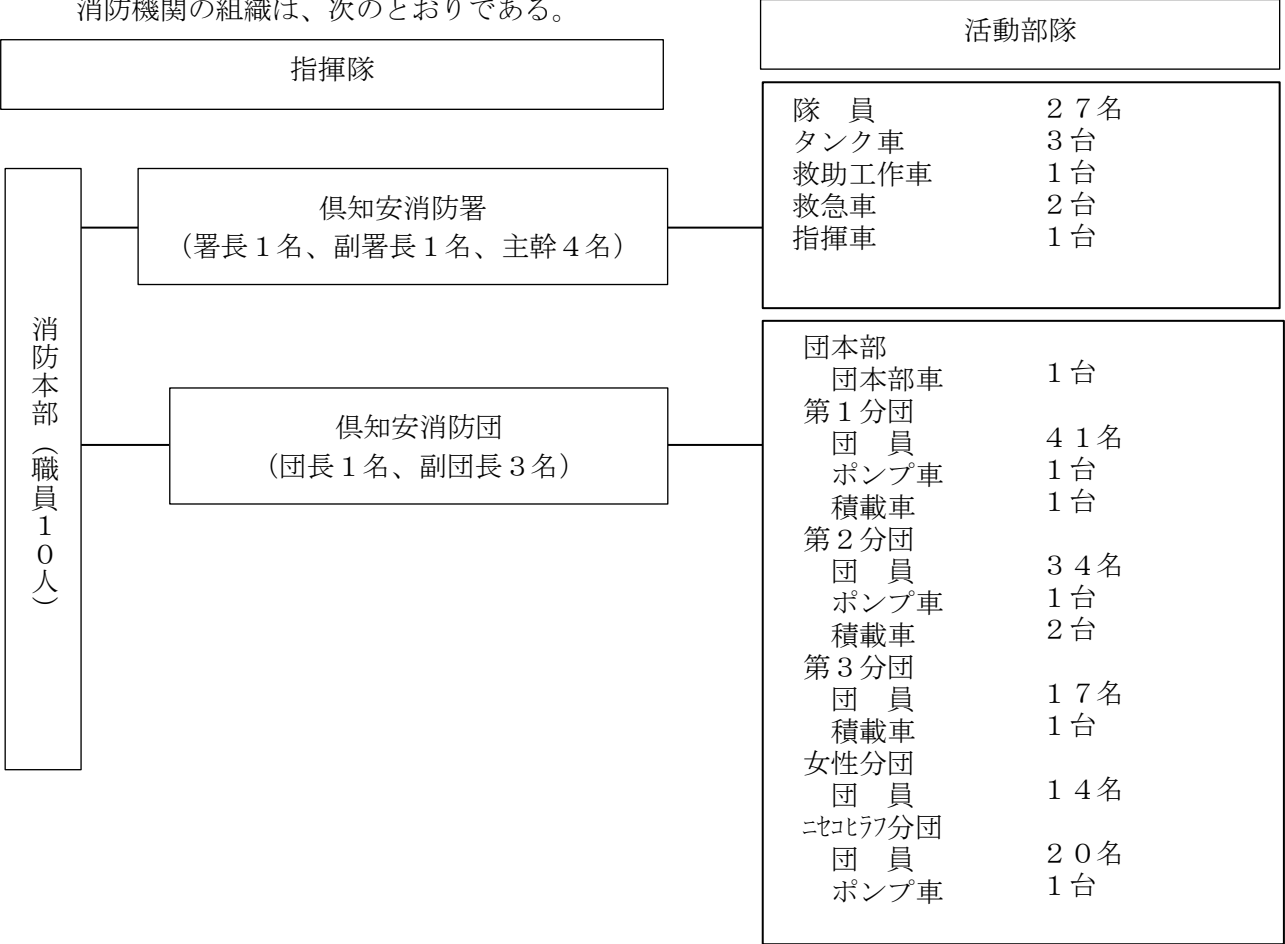 消防機関の組織は、次のとおりである。
指揮隊
活動部隊
消防本部（職員１０人）
倶知安消防署
（署長１名、副署長１名、主幹４名）
隊　員　２７名
タンク車　３台
救助工作車　１台
救急車　２台
指揮車　１台
倶知安消防団
（団長１名、副団長３名）
団本部
団本部車　１台
第１分団
団　員　４１名
ポンプ車　１台
積載車　１台
第２分団
団　員　３４名
ポンプ車　１台
積載車　２台
第３分団
団　員　１７名
積載車　１台
女性分団
団　員　１４名
ﾆｾｺﾋﾗﾌ分団
団　員　２０名
ポンプ車　１台